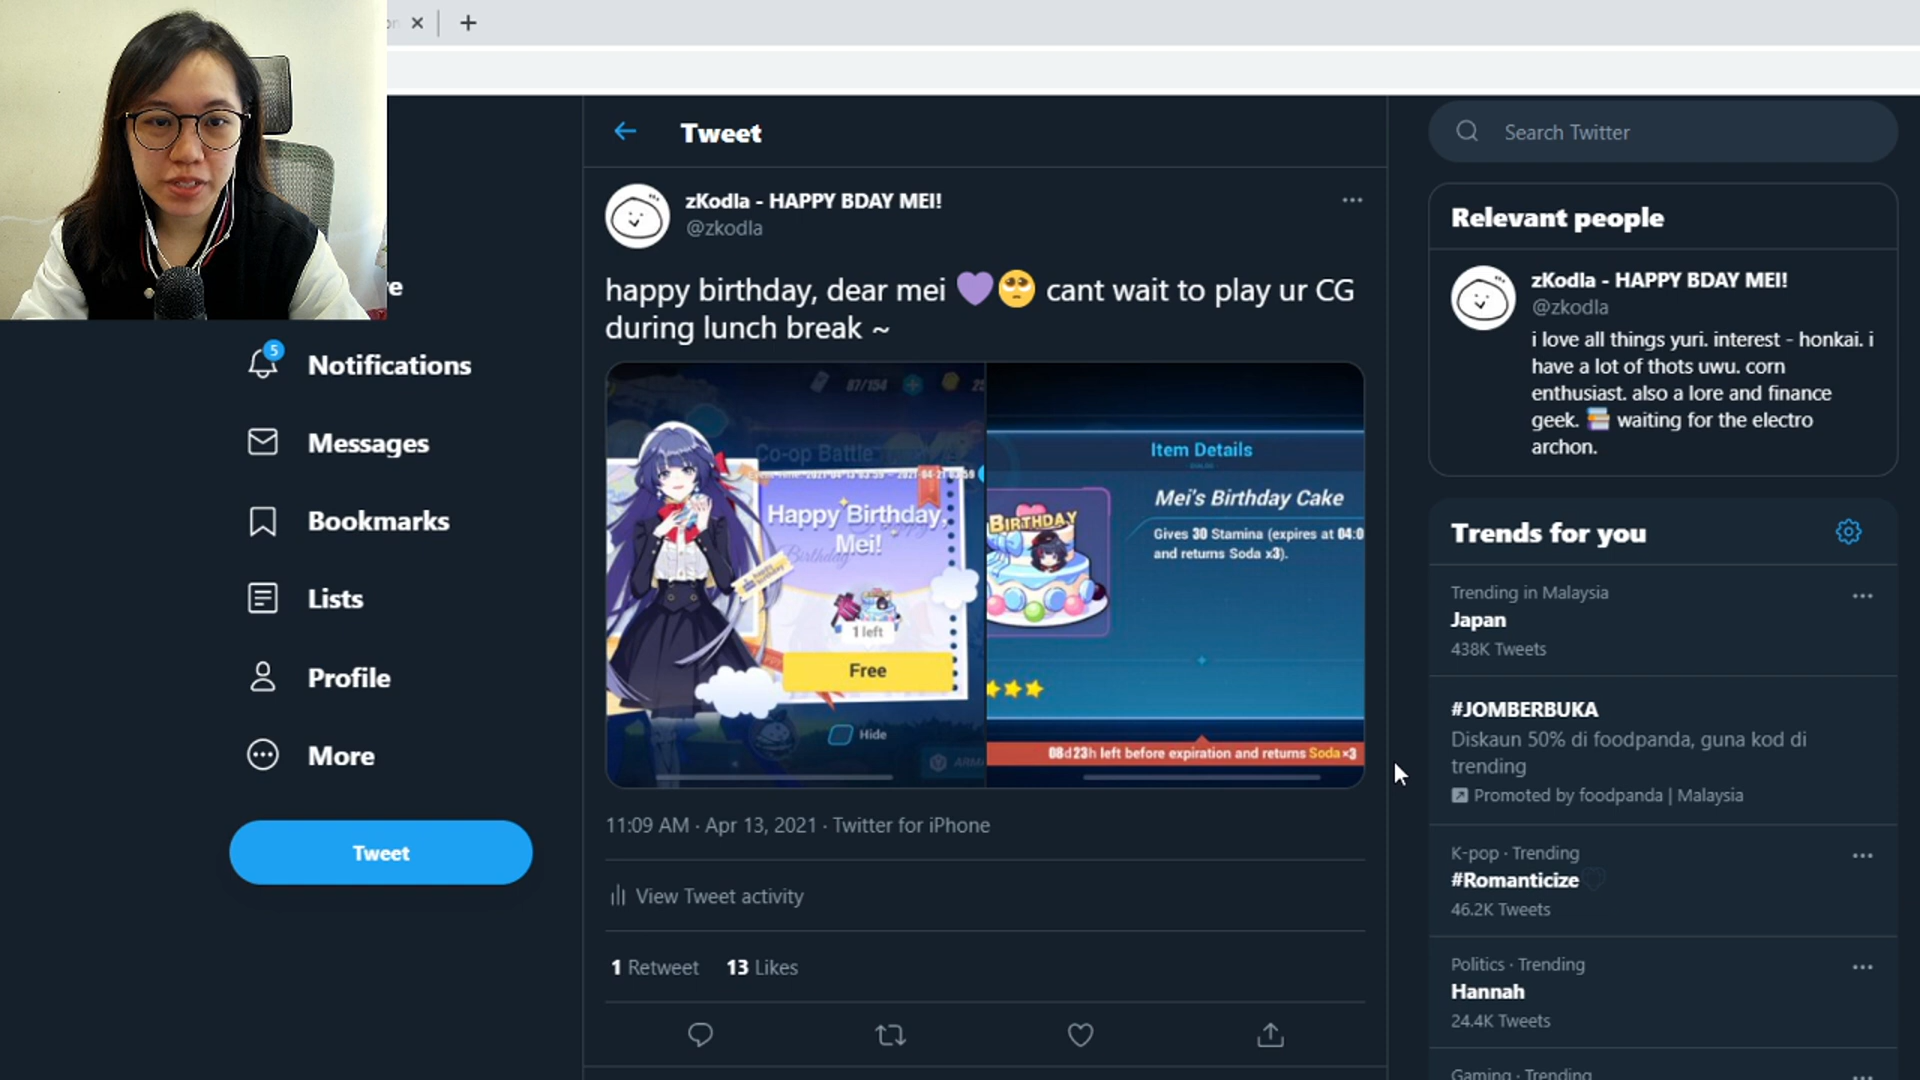 Tweet
Search Twitter
zKodla - HAPPY BDAY MEI!
@zkodla
happy birthday, dear mei 💜🥺 cant wait to play ur CG
during lunch break ~
87/154
Co-op Battle
Happy Birthday,
Mei!
1 left
Free
Hide
Item Details
Mei's Birthday Cake
Gives 30 Stamina (expires at 04:0
and returns Soda x3).
BIRTHDAY
08d23h left before expiration and returns Soda×3
11:09 AM · Apr 13, 2021 · Twitter for iPhone
View Tweet activity
1 Retweet 13 Likes
5
Notifications
Messages
Bookmarks
Lists
Profile
More
Tweet
Relevant people
zKodla - HAPPY BDAY MEI!
@zkodla
i love all things yuri. interest - honkai. i
have a lot of thots uwu. corn
enthusiast. also a lore and finance
geek. 📚 waiting for the electro
archon.
Trends for you
Trending in Malaysia
Japan
438K Tweets
#JOMBERBUKA
Diskaun 50% di foodpanda, guna kod di
trending
Promoted by foodpanda | Malaysia
K-pop · Trending
#Romanticize
46.2K Tweets
Politics · Trending
Hannah
24.4K Tweets
Gaming · Trending